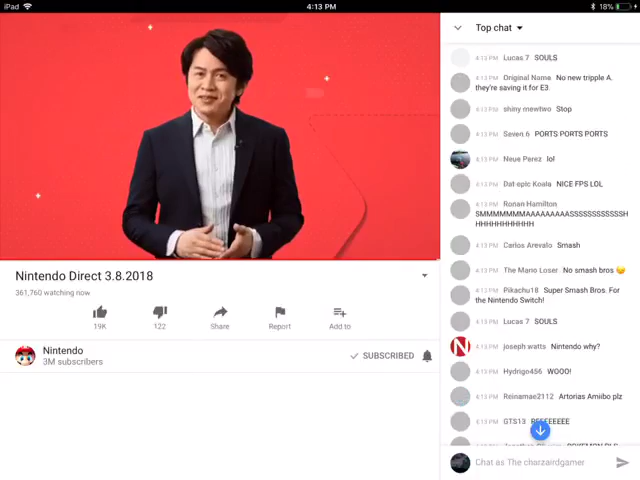 iPad
4:13 PM
18%
Top chat
4:13 PM Lucas 7 SOULS
4:13 PM Original Name No new tripple A.
they're saving it for E3
4:13 PM shiny mewtwo Stop
4:13 PM Seven 6 PORTS PORTS PORTS
4:13 PM Neue Perez lol
4:13 PM Dat epic Koala NICE FPS LOL
4:13 PM Ronan Hamilton
4:13 PM Carlos Arevalo Smash
4:13 PM The Mano Loser No smash bros
4:13 PM Pikachu18 Super Smash Bros. For
the Nintendo Switch!
4:13 PM Lucas 7 SOULS
4:13 PM joseph watts Nintendo why?
4:13 PM Hydrigo456 WOOO!
4:13 PM Reinamae2112 Artorias Amiibo plz
4:13 PM GTS13
Chat as The charzairdgamer
Nintendo Direct 3.8.2018
361,760 watching now
19K
122
Share
Report
Add to
Nintendo
3M subscribers
SUBSCRIBED